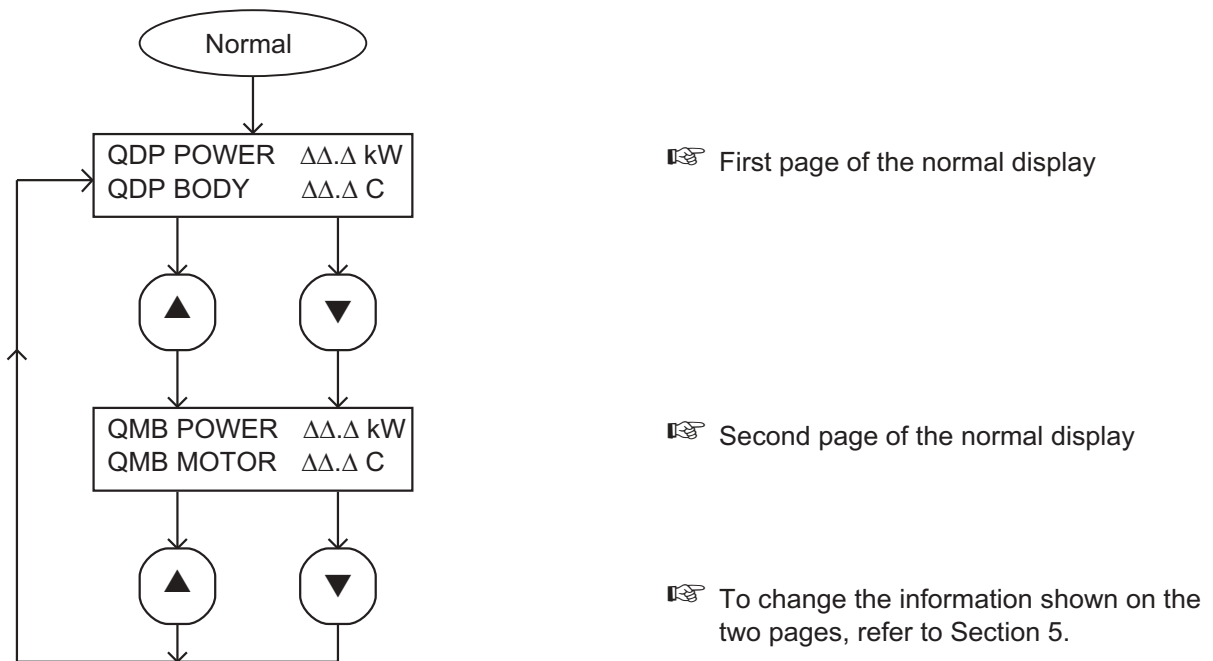 Normal
QDP POWER ΔΔ.Δ kW
QDP BODY ΔΔ.Δ C
☞ First page of the normal display
▲ ▼
QMB POWER ΔΔ.Δ kW
QMB MOTOR ΔΔ.Δ C
☞ Second page of the normal display
▲ ▼
☞ To change the information shown on the
two pages, refer to Section 5.